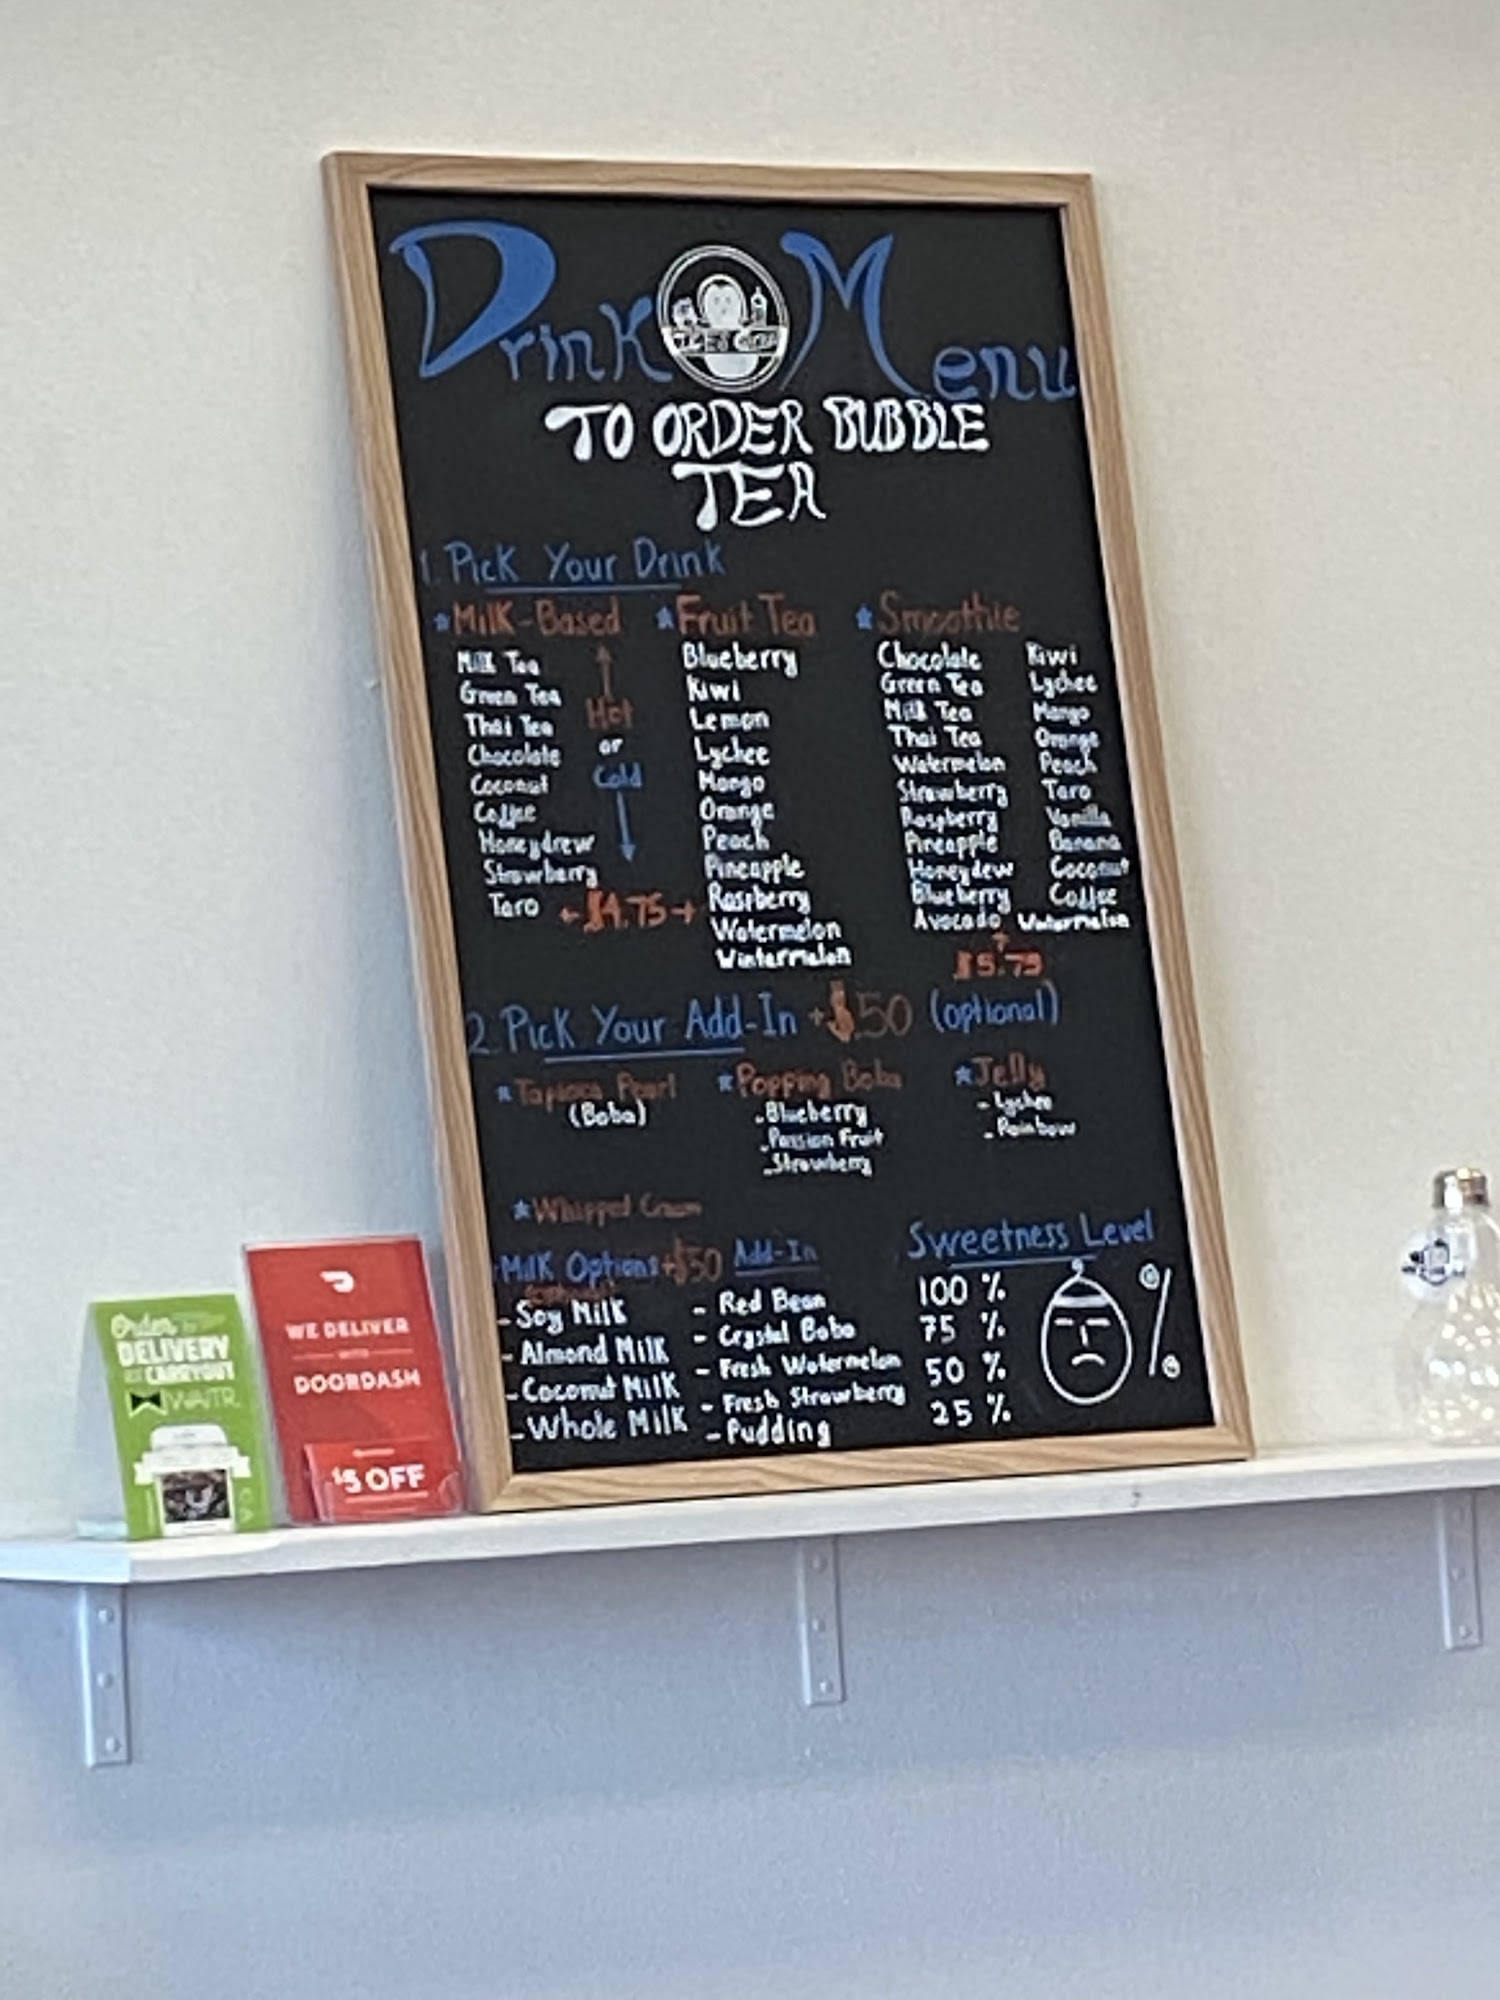 Drink Menu
TO ORDER BUBBLE
TEA
1. Pick Your Drink
Milk-Based
Milk Tea
Green Tea
Thai Tea
Chocolate
Coconut
Coffee
Honeydrew
Strawberry
Taro
Hot
or
Cold
$4.75
Fruit Tea
Blueberry
Kiwi
Lemon
Lychee
Mango
Orange
Peach
Pineapple
Raspberry
Watermelon
Wintermelon
Smoothie
Chocolate
Green Tea
Milk Tea
Thai Tea
Watermelon
Strawberry
Raspberry
Pineapple
Honeydew
Blueberry
Avocado
Kiwi
Lychee
Mango
Orange
Peach
Taro
Vanilla
Banana
Coconut
Coffee
$5.75
2. Pick Your Add-In +$.50 (optional)
Tapioca Pearl
(Boba)
Popping Boba
- Blueberry
- Passion Fruit
- Strawberry
Jelly
- Lychee
- Rainbow
Whipped Cream
Milk Options +$.50
- Soy Milk
- Almond Milk
- Coconut Milk
- Whole Milk
Add-In
- Red Bean
- Crystal Boba
- Fresh Watermelon
- Fresh Strawberry
- Pudding
Sweetness Level
100 %
75 %
50 %
25 %
%
Order
DELIVERY
CARRYOUT
WAITR
WE DELIVER
WITH
DOORDASH
$5 OFF